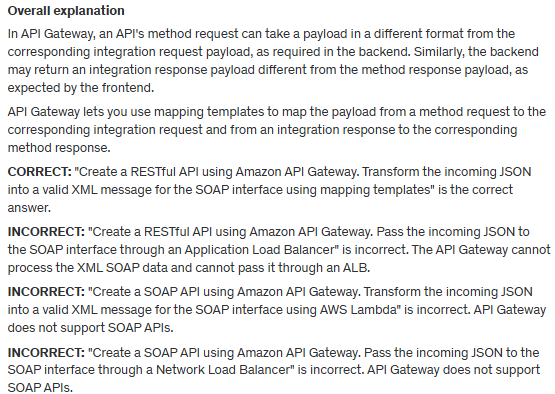 Overall explanation
In API Gateway, an API's method request can take a payload in a different format from the
corresponding integration request payload, as required in the backend. Similarly, the backend
may return an integration response payload different from the method response payload, as
expected by the frontend.
API Gateway lets you use mapping templates to map the payload from a method request to the
corresponding integration request and from an integration response to the corresponding
method response.
CORRECT: "Create a RESTful API using Amazon API Gateway. Transform the incoming JSON
into a valid XML message for the SOAP interface using mapping templates" is the correct
answer.
INCORRECT: "Create a RESTful API using Amazon API Gateway. Pass the incoming JSON to
the SOAP interface through an Application Load Balancer" is incorrect. The API Gateway cannot
process the XML SOAP data and cannot pass it through an ALB.
INCORRECT: "Create a SOAP API using Amazon API Gateway. Transform the incoming JSON
into a valid XML message for the SOAP interface using AWS Lambda" is incorrect. API Gateway
does not support SOAP APIs.
INCORRECT: "Create a SOAP API using Amazon API Gateway. Pass the incoming JSON to the
SOAP interface through a Network Load Balancer" is incorrect. API Gateway does not support
SOAP APIs.